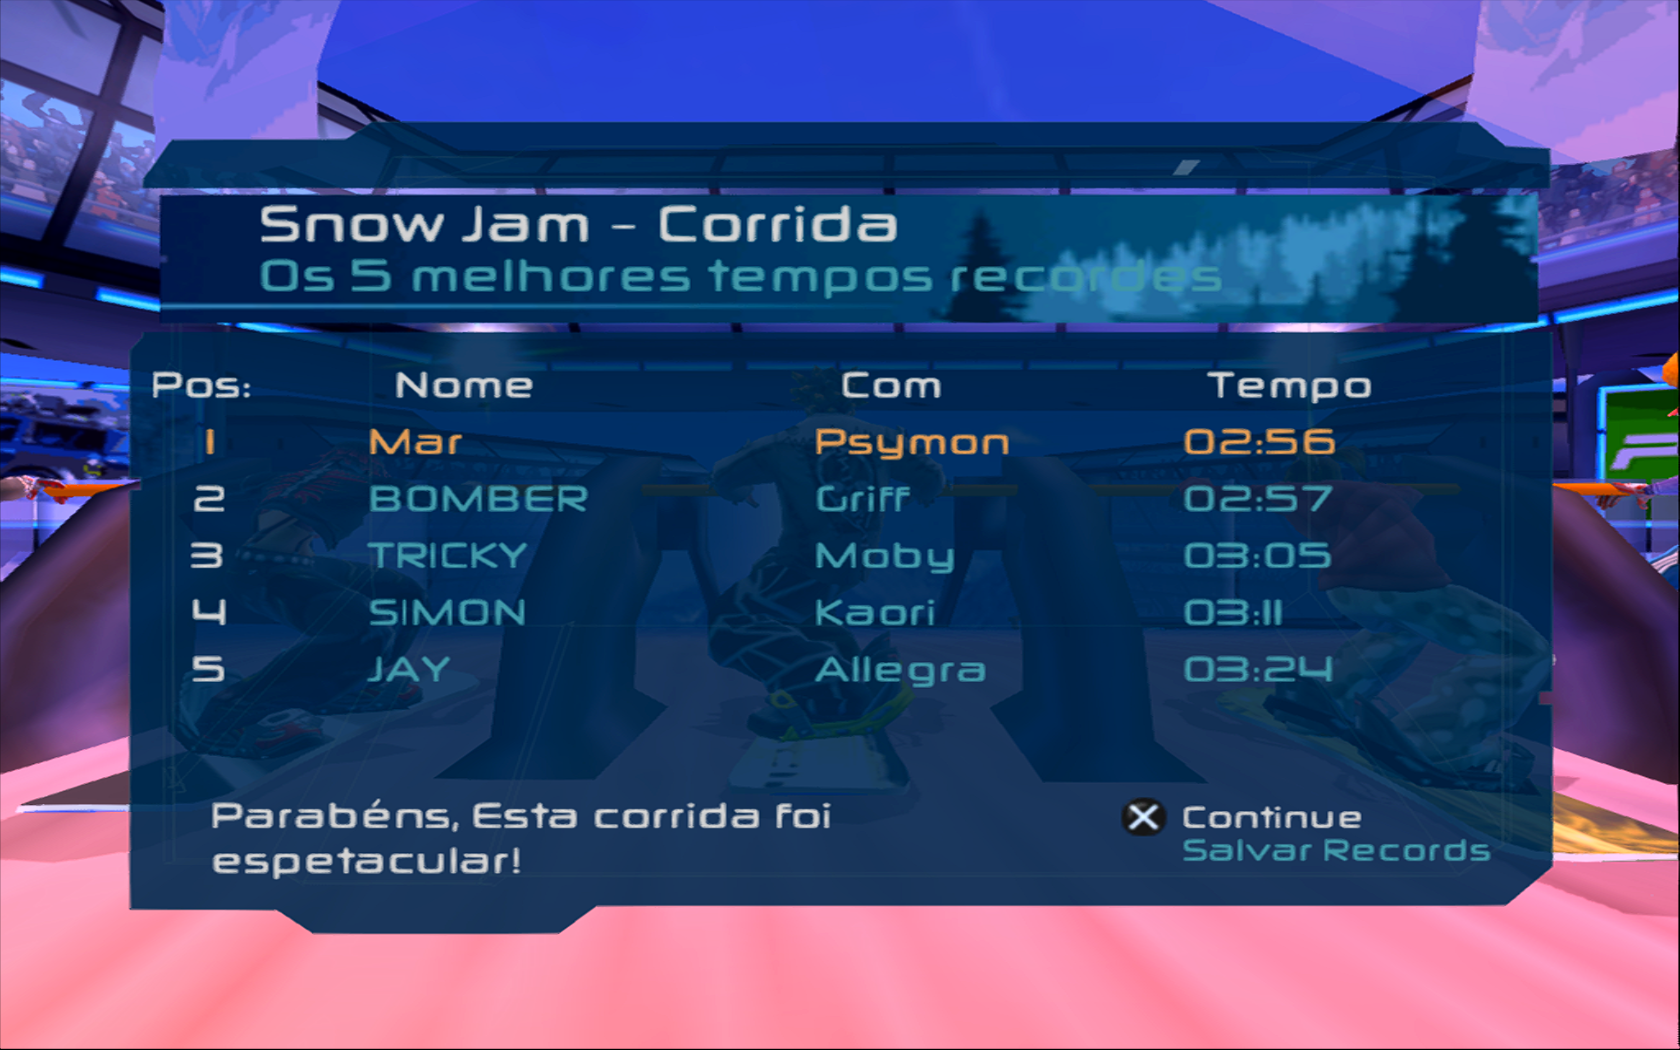 Snow Jam - Corrida
Os 5 melhores tempos recordes
Pos: Nome Com Tempo
1 Mar Psymon 02:56
2 BOMBER Griff 02:57
3 TRICKY Moby 03:05
4 SIMON Kaori 03:11
5 JAY Allegra 03:24
Parabéns, Esta corrida foi
espetacular!
Continue
Salvar Records